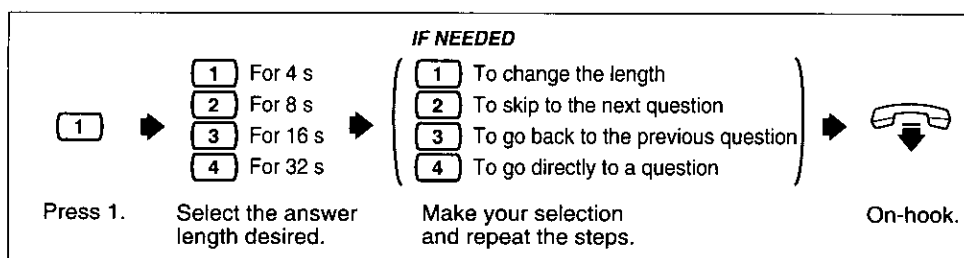 IF NEEDED
1 For 4 s
2 For 8 s
3 For 16 s
4 For 32 s
1 To change the length
2 To skip to the next question
3 To go back to the previous question
4 To go directly to a question
1
Press 1.
Select the answer
length desired.
Make your selection
and repeat the steps.
On-hook.